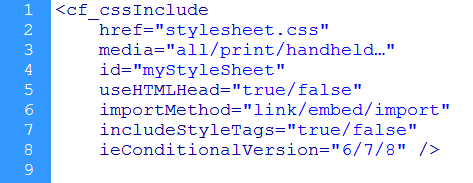 1 <cf_cssInclude
2 href="stylesheet.css"
3 media="all/print/handheld…"
4 id="myStyleSheet"
5 useHTMLHead="true/false"
6 importMethod="link/embed/import"
7 includeStyleTags="true/false"
8 ieConditionalVersion="6/7/8" />
9